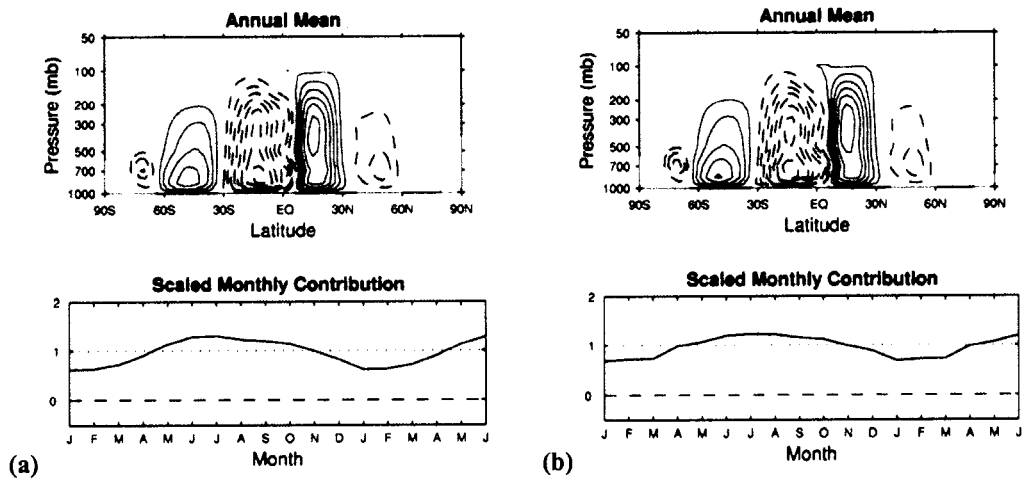 Annual Mean
50
100
200
300
500
700
1000
Pressure (mb)
90S 60S 30S EQ 30N 60N 90N
Latitude
Scaled Monthly Contribution
2
1
0
J F M A M J J A S O N D J F M A M J
Month
(a)
Annual Mean
50
100
200
300
500
700
1000
Pressure (mb)
90S 60S 30S EQ 30N 60N 90N
Latitude
Scaled Monthly Contribution
2
1
0
J F M A M J J A S O N D J F M A M J
Month
(b)